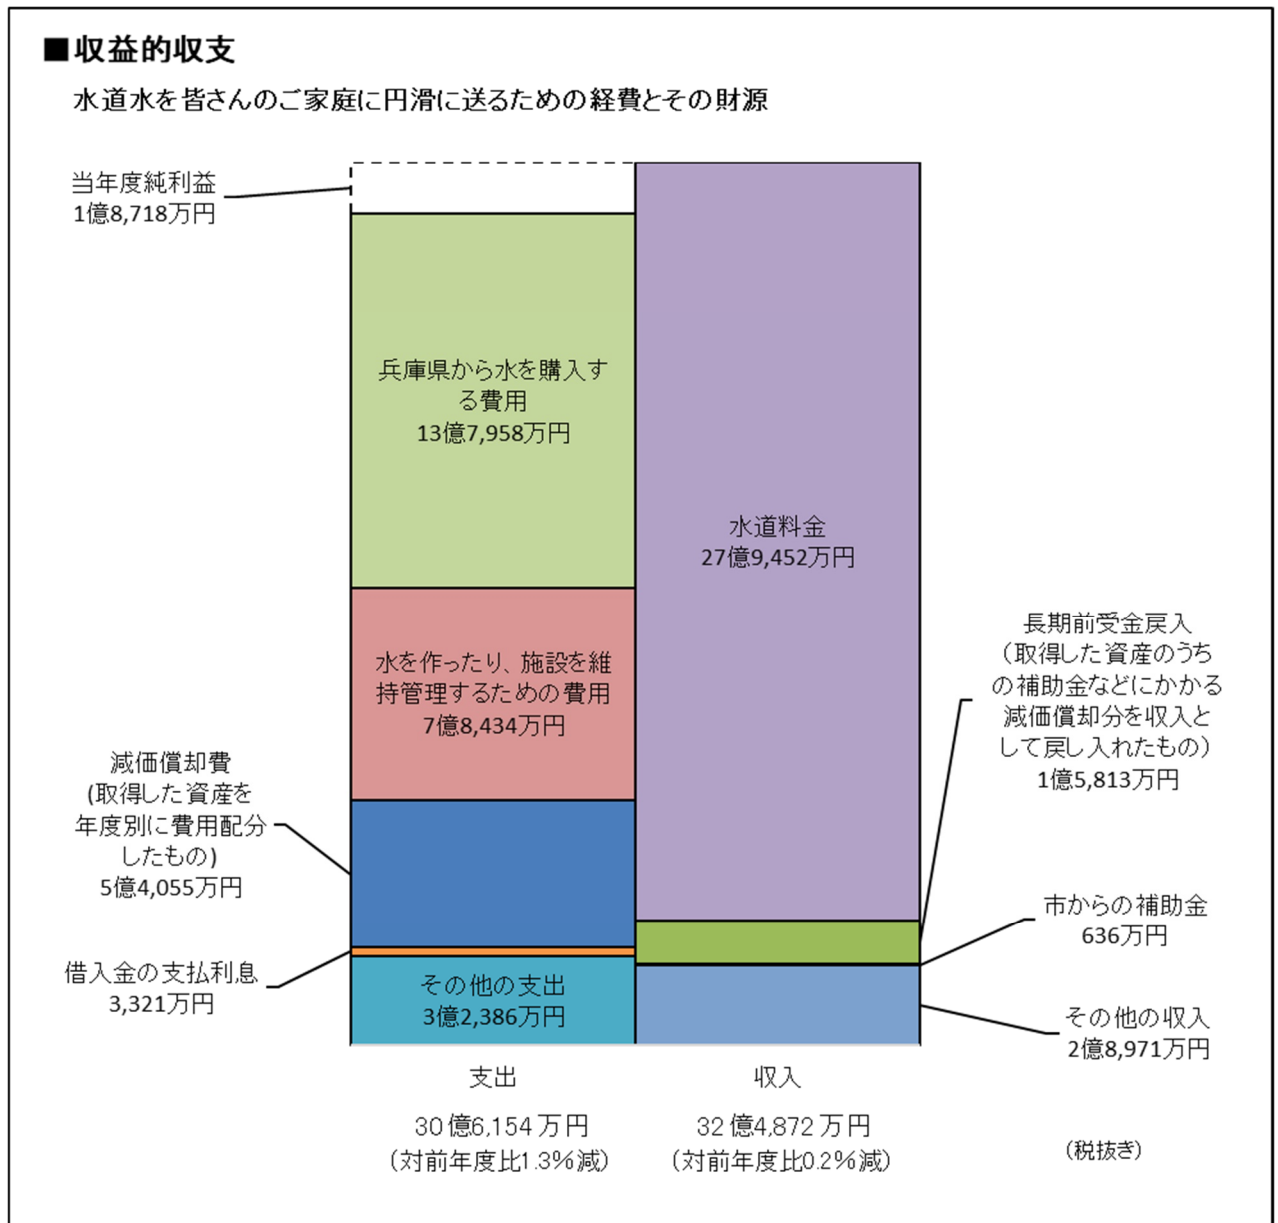 ■収益的収支
水道水を皆さんのご家庭に円滑に送るための経費とその財源
当年度純利益
1億8,718万円
兵庫県から水を購入す
る費用
13億7,958万円
水を作ったり、施設を維
持管理するための費用
7億8,434万円
減価償却費
(取得した資産を
年度別に費用配分
したもの)
5億4,055万円
借入金の支払利息
3,321万円
その他の支出
3億2,386万円
水道料金
27億9,452万円
長期前受金戻入
（取得した資産のうち
の補助金などにかかる
減価償却分を収入と
して戻し入れたもの）
1億5,813万円
市からの補助金
636万円
その他の収入
2億8,971万円
支出
収入
30億6,154万円
(対前年度比1.3%減)
32億4,872万円
(対前年度比0.2%減)
(税抜き)